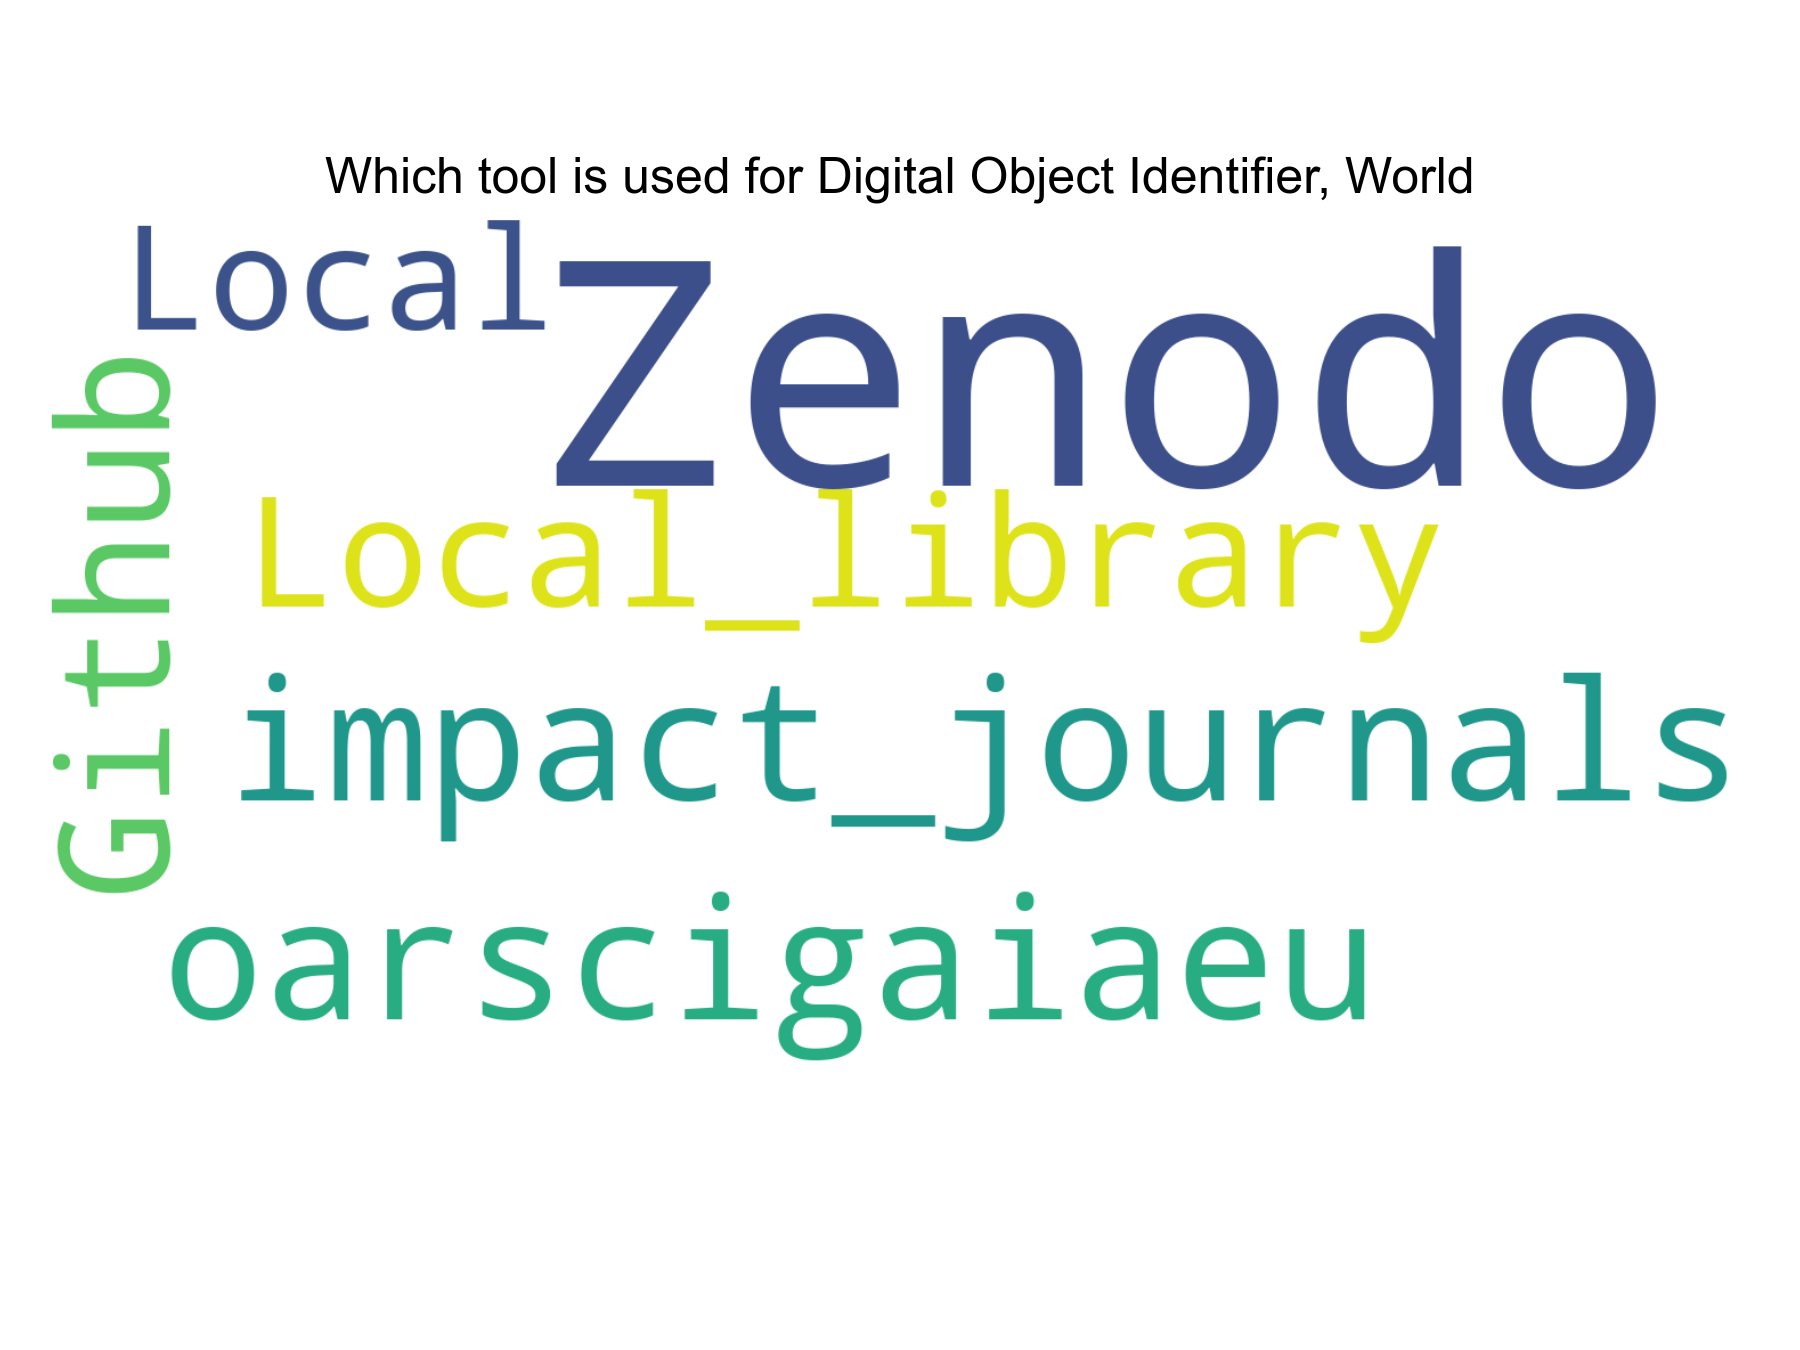 Which tool is used for Digital Object Identifier, World
Local
Zenodo
Github
Local_library
impact_journals
oarscigaiaeu